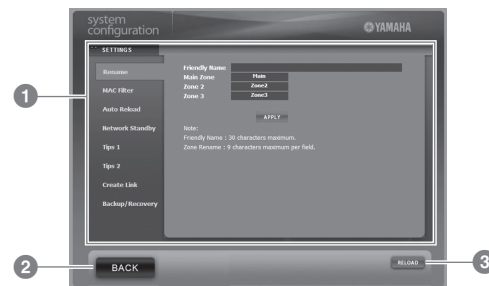 system
configuration
YAMAHA
SETTINGS
Rename
MAC Filter
Auto Reload
Network Standby
Tips 1
Tips 2
Create Link
Backup/Recovery
Friendly Name
Main Zone Main
Zone 2 Zone2
Zone 3 Zone3
APPLY
Note:
Friendly Name : 30 characters maximum.
Zone Rename : 9 characters maximum per field.
1
2
BACK
RELOAD
3